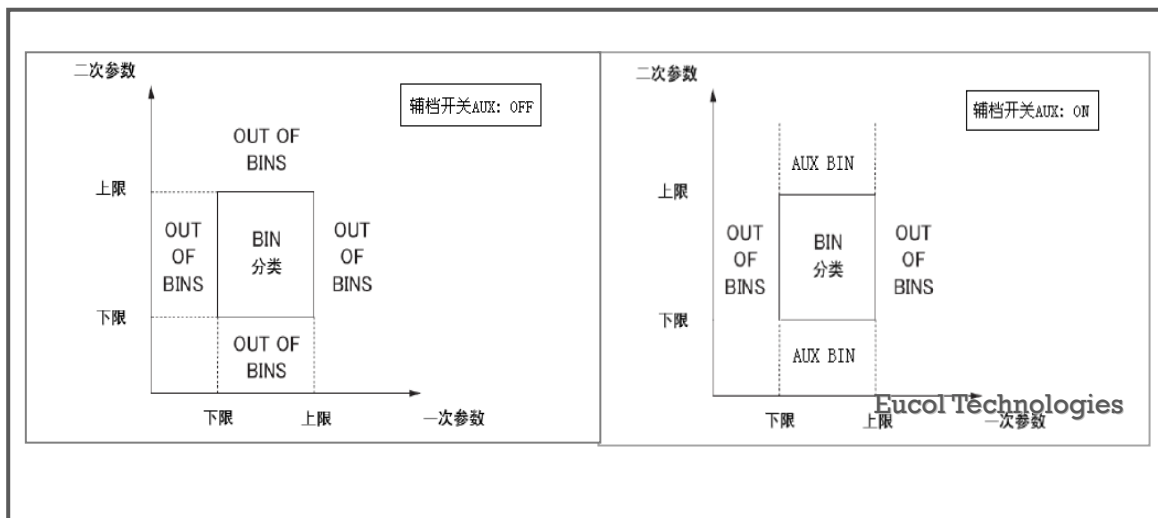 二次参数
辅档开关AUX: OFF
OUT OF
BINS
上限
OUT
OF
BINS
BIN
分类
OUT
OF
BINS
下限
OUT OF
BINS
下限
上限
一次参数
二次参数
辅档开关AUX: ON
AUX BIN
上限
OUT
OF
BINS
BIN
分类
OUT
OF
BINS
下限
AUX BIN
Eucol Technologies
下限
上限
一次参数